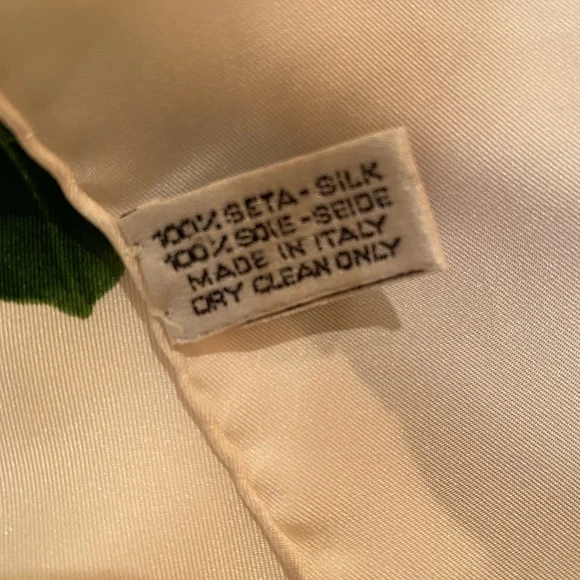 100% SETA - SILK
100% SOIE - SEIDE
MADE IN ITALY
DRY CLEAN ONLY